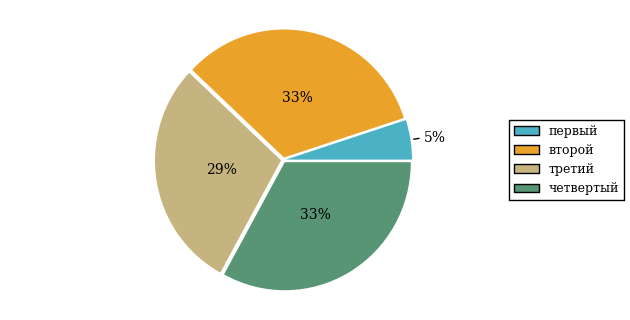 33%
5%
29%
33%
первый
второй
третий
четвертый